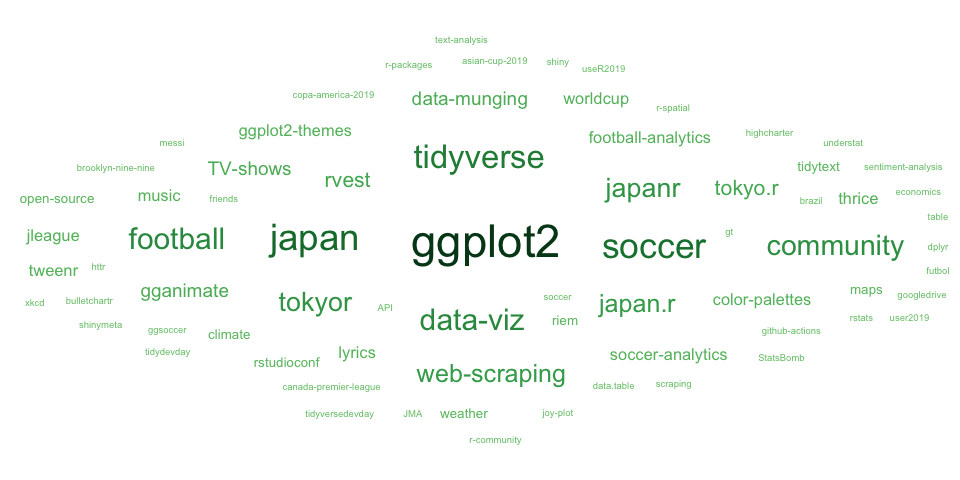 text-analysis
r-packages asian-cup-2019 shiny useR2019
copa-america-2019 data-munging worldcup r-spatial
messi ggplot2-themes tidyverse football-analytics highcharter understat
brooklyn-nine-nine TV-shows rvest tidytext sentiment-analysis
open-source music friends japanr tokyo.r brazil thrice economics
jleague football japan ggplot2 soccer gt community table dplyr
tweenr httr futbol
xkcd bulletchartr gganimate tokyor API soccer japan.r color-palettes maps googledrive
shinymeta ggsoccer climate data-viz riem github-actions rstats user2019
tidydevday rstudioconf lyrics soccer-analytics StatsBomb
canada-premier-league web-scraping data.table scraping
tidyversedevday JMA weather joy-plot
r-community